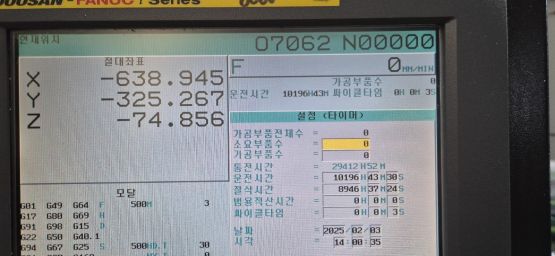 DOOSAN-FANUC i Series
현재위치 O7062 N00000
절대좌표
X -638.945
Y -325.267
Z -74.856
F 0 MM/MIN
가공부품수 0
운전시간 10196H43M 싸이클타임 0H 0M 3S
설정 (타이머)
가공부품전체수 = 0
소요부품수 = 0
가공부품수 = 0
통전시간 = 29412H52M
운전시간 = 10196H43M30S
절삭시간 = 8946H37M24S
범용적산시간 = 0H 0M 0S
싸이클타임 = 0H 0M 3S
날짜 = 2025/02/03
시각 = 14:00:35
모달
G01 G49 G64 F 500M 3
G17 G80 G69 H
G91 G98 G15 D
G22 G50 G40.1
G94 G67 G25 S 500HD.T 30